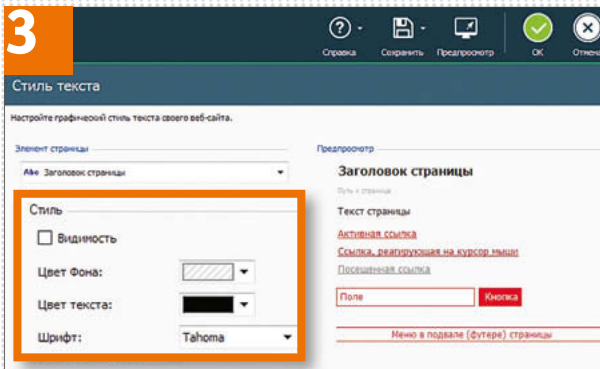 3
Справка Сохранить Предпросмотр ОК Отмена
Стиль текста
Настройте графический стиль текста своего веб-сайта.
Элемент страницы
Abc Заголовок страницы
Стиль
Видимость
Цвет Фона:
Цвет текста:
Шрифт: Tahoma
Предпросмотр
Заголовок страницы
Путь к странице
Текст страницы
Активная ссылка
Ссылка, реагирующая на курсор мыши
Посещенная ссылка
Поле Кнопка
Меню в подвале (футере) страницы